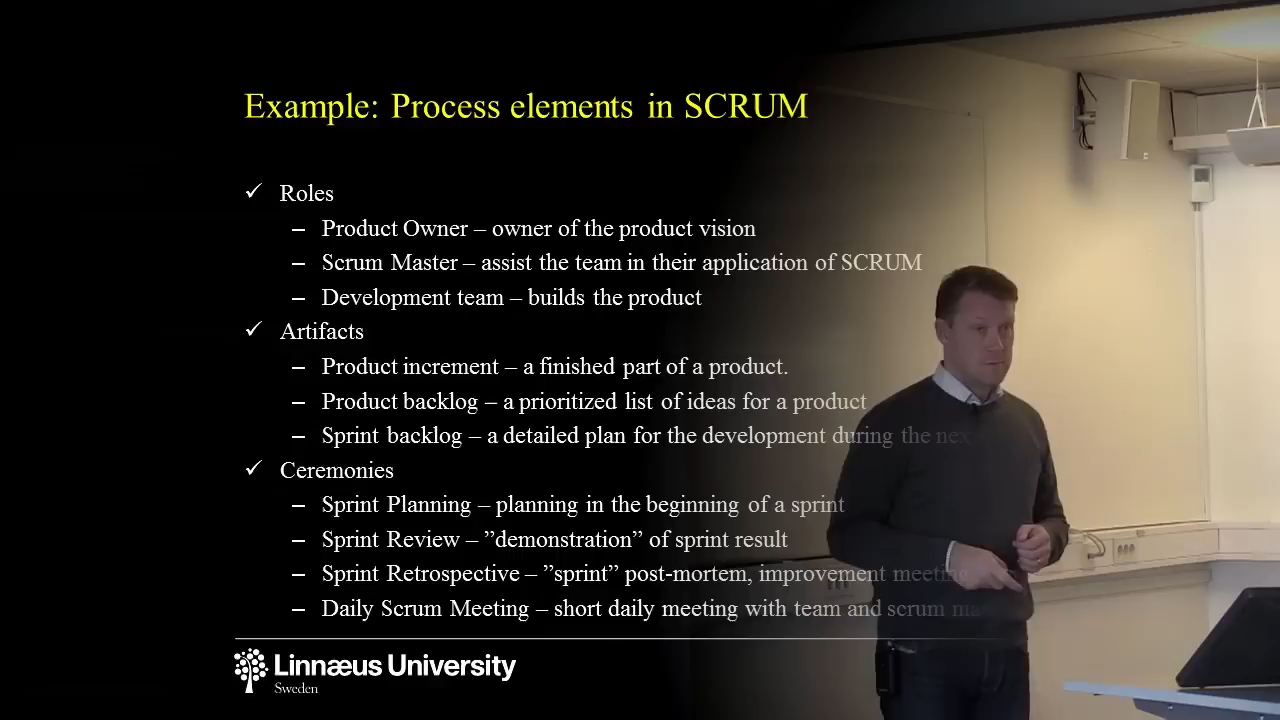 Example: Process elements in SCRUM
✓ Roles
– Product Owner – owner of the product vision
– Scrum Master – assist the team in their application of SCRUM
– Development team – builds the product
✓ Artifacts
– Product increment – a finished part of a product.
– Product backlog – a prioritized list of ideas for a product
– Sprint backlog – a detailed plan for the development during the
✓ Ceremonies
– Sprint Planning – planning in the beginning of a sprint
– Sprint Review – ”demonstration” of sprint result
– Sprint Retrospective – ”sprint” post-mortem, improvement meeting
– Daily Scrum Meeting – short daily meeting with team and scrum
Linnæus University
Sweden